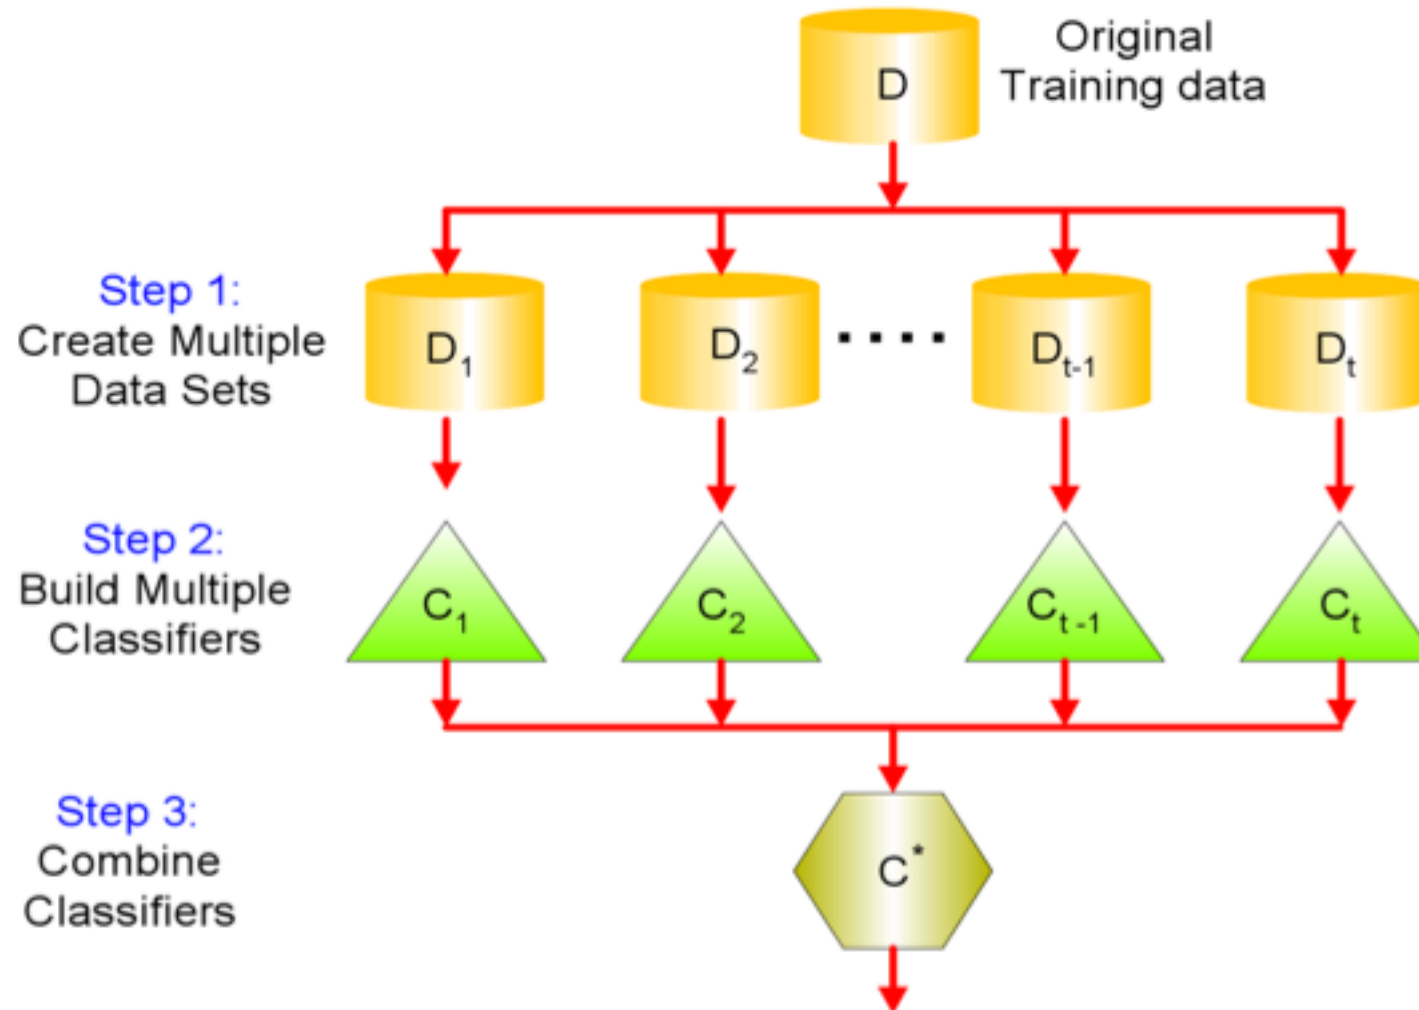 D
Original
Training data
Step 1:
Create Multiple
Data Sets
D1
D2
....
Dt-1
Dt
Step 2:
Build Multiple
Classifiers
C1
C2
Ct-1
Ct
Step 3:
Combine
Classifiers
C*